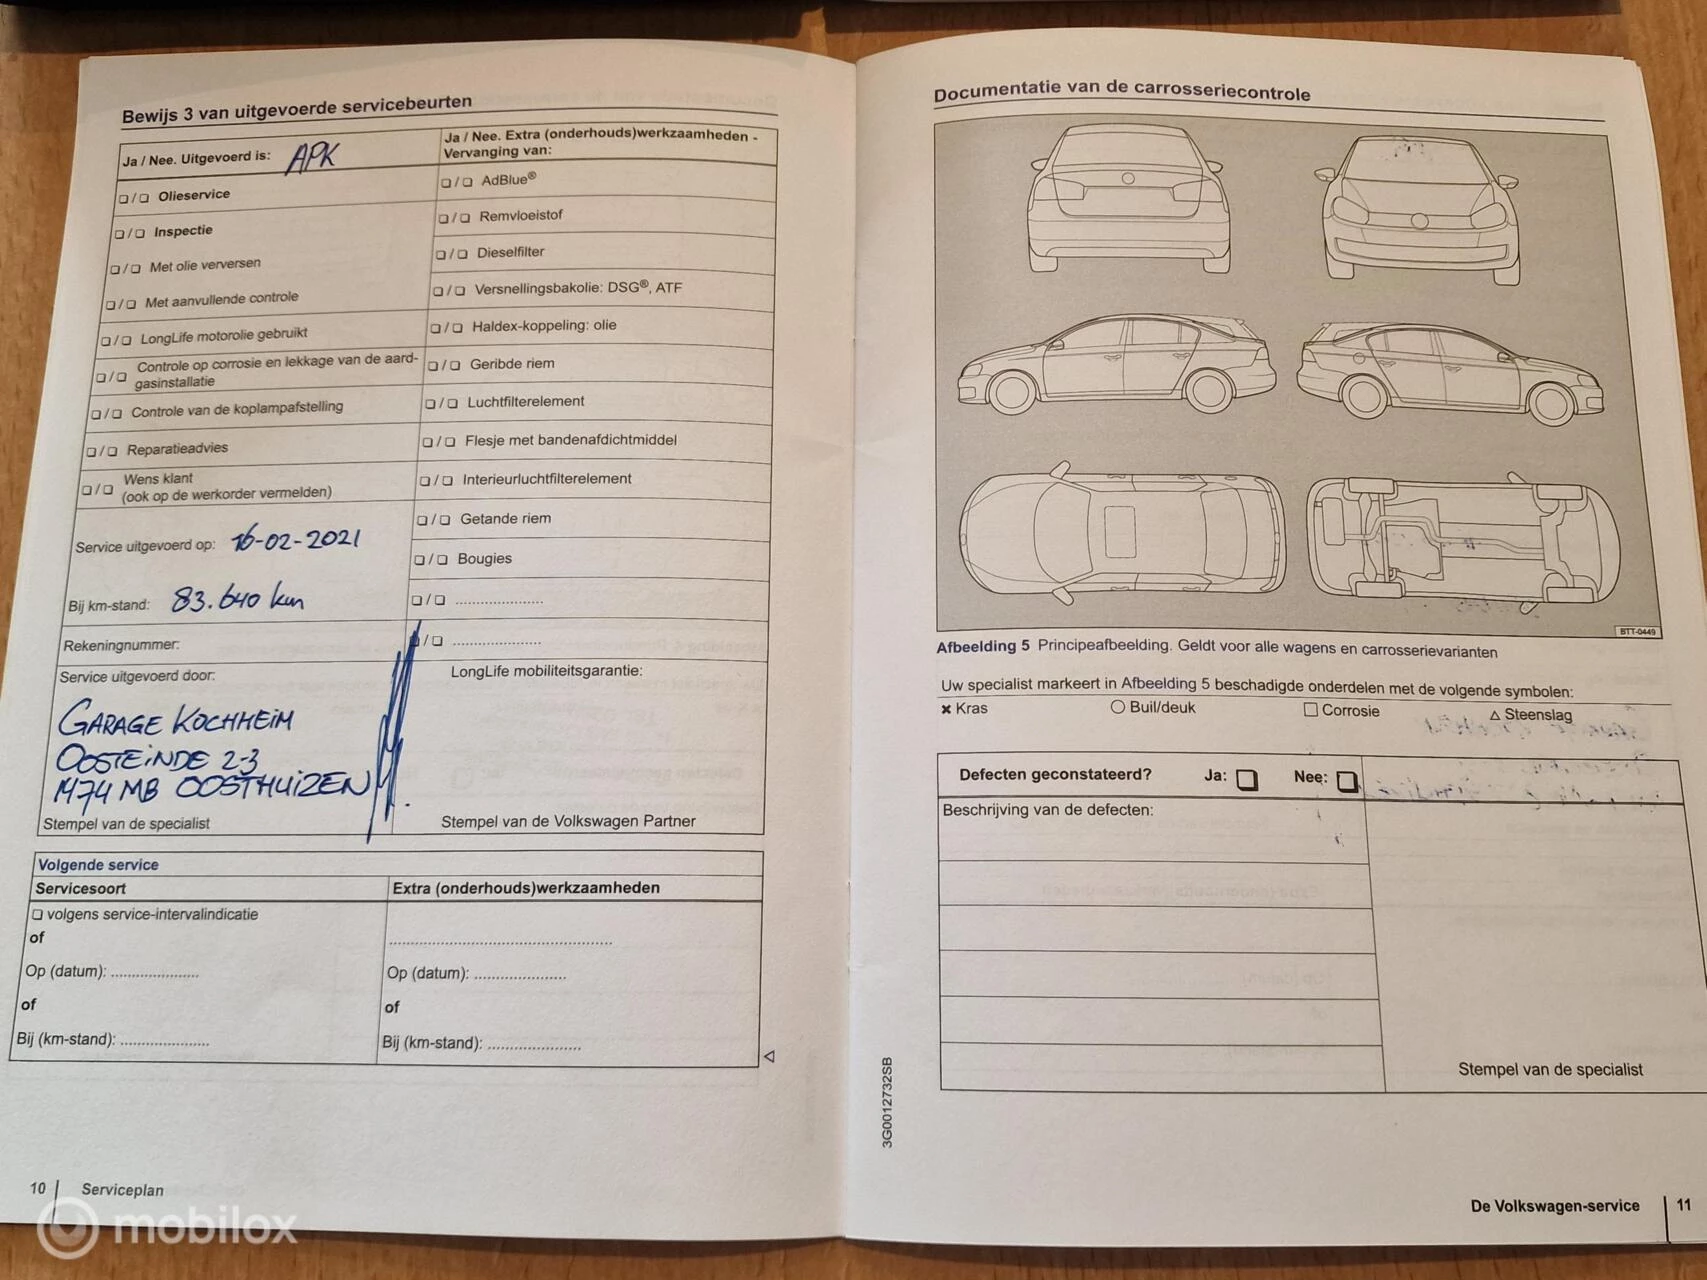 Bewijs 3 van uitgevoerde servicebeurten
Ja / Nee. Uitgevoerd is: APK
Ja / Nee. Extra (onderhouds)werkzaamheden -
Vervanging van:
/ Olieservice
/ AdBlue®
/ Inspectie
/ Remvloeistof
/ Met olie verversen
/ Dieselfilter
/ Met aanvullende controle
/ Versnellingsbakolie: DSG®, ATF
/ LongLife motorolie gebruikt
/ Haldex-koppeling: olie
/ Controle op corrosie en lekkage van de aard-
gasinstallatie
/ Geribde riem
/ Controle van de koplampafstelling
/ Luchtfilterelement
/ Reparatieadvies
/ Flesje met bandenafdichtmiddel
/ Wens klant
(ook op de werkorder vermelden)
/ Interieurluchtfilterelement
/ Getande riem
Service uitgevoerd op: 16-02-2021
/ Bougies
Bij km-stand: 83.640 km
/ ......................
Rekeningnummer:
/ ......................
Service uitgevoerd door:
LongLife mobiliteitsgarantie:
GARAGE KOCHHEIM
OOSTEINDE 2-3
1474 MB OOSTHUIZEN
Stempel van de specialist
Stempel van de Volkswagen Partner
Volgende service
Servicesoort
Extra (onderhouds)werkzaamheden
volgens service-intervalindicatie
of
Op (datum): ......................
Op (datum): ......................
of
of
Bij (km-stand): ......................
Bij (km-stand): ......................
10 Serviceplan
Documentatie van de carrosseriecontrole
BTT-0449
Afbeelding 5 Principeafbeelding. Geldt voor alle wagens en carrosserievarianten
Uw specialist markeert in Afbeelding 5 beschadigde onderdelen met de volgende symbolen:
Kras Buil/deuk Corrosie Steenslag
Defecten geconstateerd? Ja: Nee:
Beschrijving van de defecten:
Stempel van de specialist
3G0012732SB
De Volkswagen-service 11
mobilox